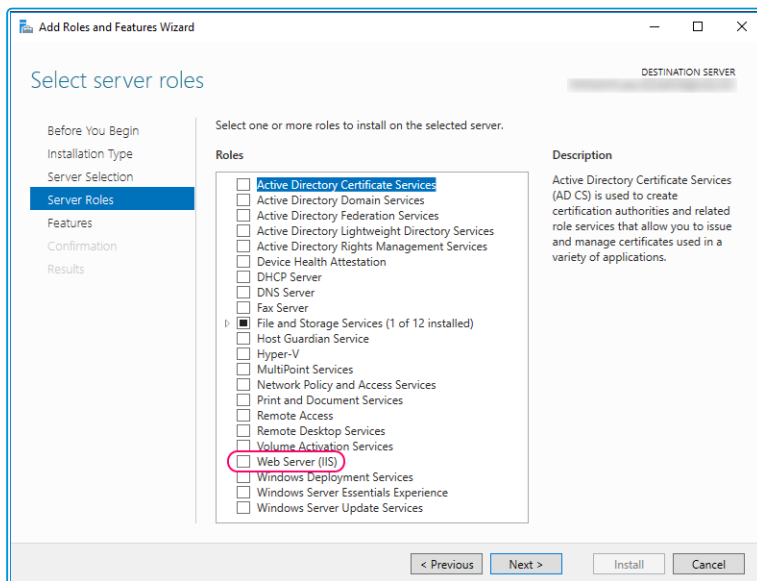 Add Roles and Features Wizard
Select server roles
DESTINATION SERVER
Before You Begin
Installation Type
Server Selection
Server Roles
Features
Confirmation
Results
Select one or more roles to install on the selected server.
Roles
Active Directory Certificate Services
Active Directory Domain Services
Active Directory Federation Services
Active Directory Lightweight Directory Services
Active Directory Rights Management Services
Device Health Attestation
DHCP Server
DNS Server
Fax Server
File and Storage Services (1 of 12 installed)
Host Guardian Service
Hyper-V
MultiPoint Services
Network Policy and Access Services
Print and Document Services
Remote Access
Remote Desktop Services
Volume Activation Services
Web Server (IIS)
Windows Deployment Services
Windows Server Essentials Experience
Windows Server Update Services
Description
Active Directory Certificate Services
(AD CS) is used to create
certification authorities and related
role services that allow you to issue
and manage certificates used in a
variety of applications.
< Previous
Next >
Install
Cancel